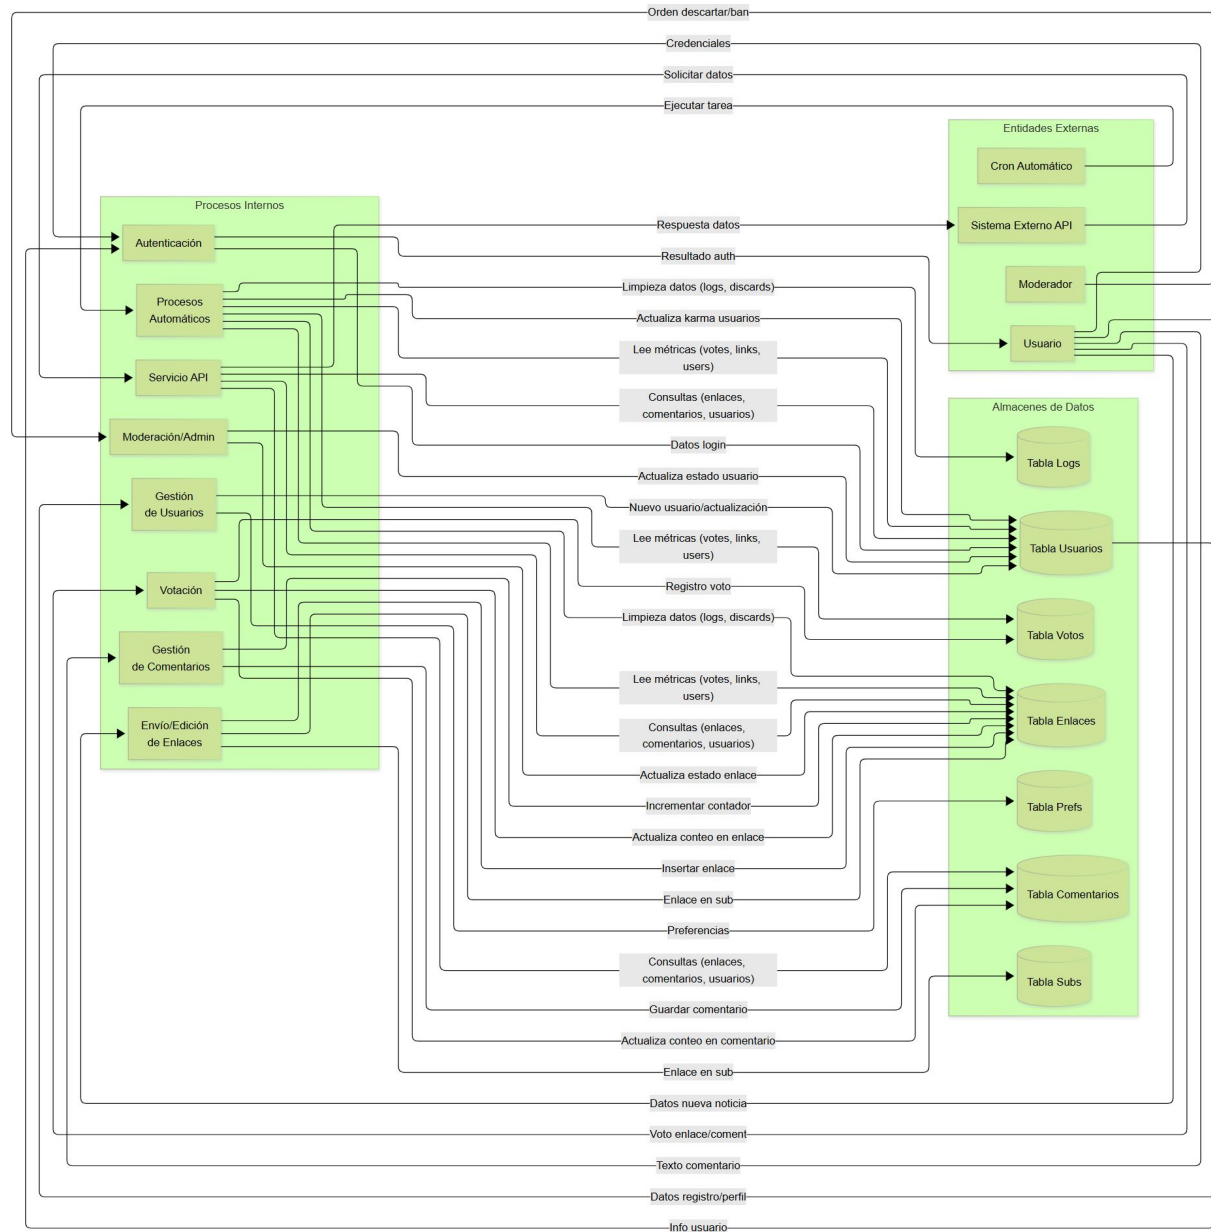 Orden descartar/ban
Credenciales
Solicitar datos
Ejecutar tarea
Entidades Externas
Cron Automático
Sistema Externo API
Moderador
Usuario
Procesos Internos
Autenticación
Procesos
Automáticos
Servicio API
Moderación/Admin
Gestión
de Usuarios
Votación
Gestión
de Comentarios
Envío/Edición
de Enlaces
Respuesta datos
Resultado auth
Limpieza datos (logs, discards)
Actualiza karma usuarios
Lee métricas (votes, links,
users)
Consultas (enlaces,
comentarios, usuarios)
Datos login
Actualiza estado usuario
Nuevo usuario/actualización
Lee métricas (votes, links,
users)
Registro voto
Limpieza datos (logs, discards)
Lee métricas (votes, links,
users)
Consultas (enlaces,
comentarios, usuarios)
Actualiza estado enlace
Incrementar contador
Actualiza conteo en enlace
Insertar enlace
Enlace en sub
Preferencias
Consultas (enlaces,
comentarios, usuarios)
Guardar comentario
Actualiza conteo en comentario
Enlace en sub
Almacenes de Datos
Tabla Logs
Tabla Usuarios
Tabla Votos
Tabla Enlaces
Tabla Prefs
Tabla Comentarios
Tabla Subs
Datos nueva noticia
Voto enlace/coment
Texto comentario
Datos registro/perfil
Info usuario